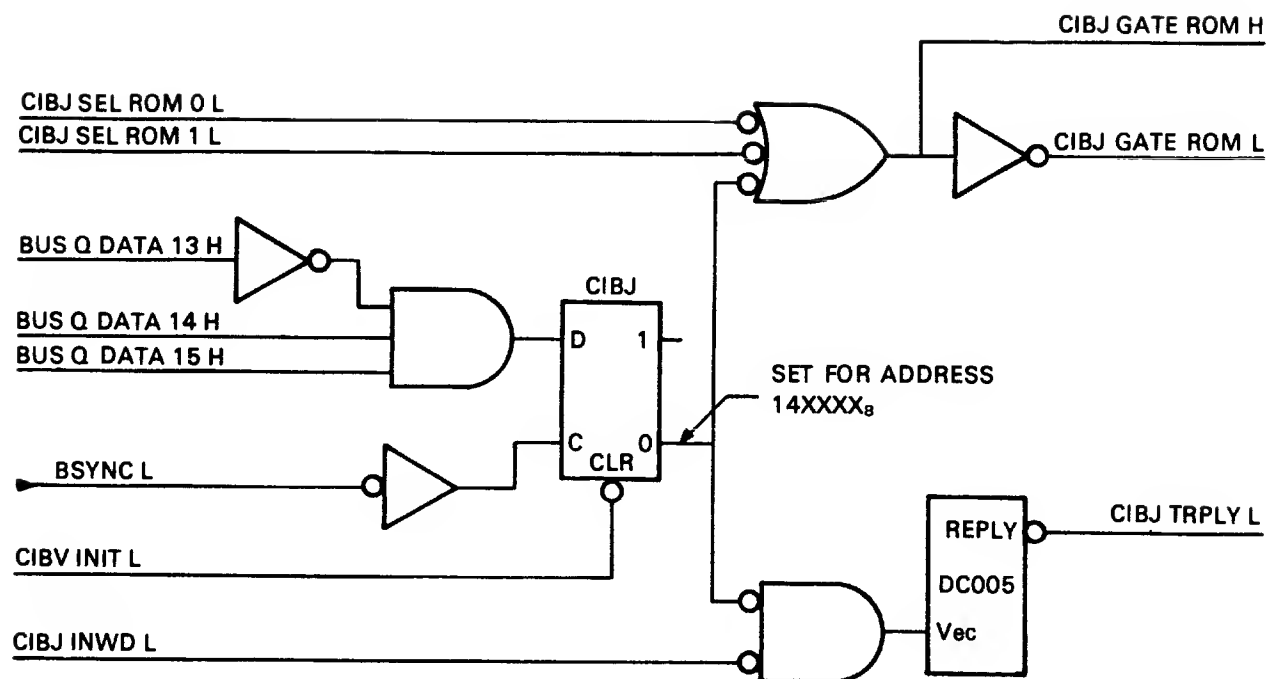 CIBJ GATE ROM H
CIBJ SEL ROM 0 L
CIBJ SEL ROM 1 L
CIBJ GATE ROM L
BUS Q DATA 13 H
CIBJ
BUS Q DATA 14 H
BUS Q DATA 15 H
D 1
SET FOR ADDRESS
14XXXX₈
C 0
CLR
BSYNC L
CIBV INIT L
REPLY
CIBJ TRPLY L
DC005
Vec
CIBJ INWD L